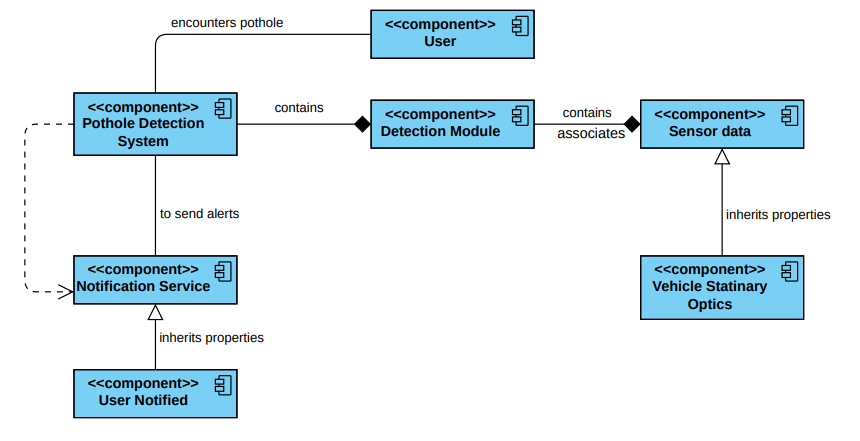 encounters pothole
<<component>>
User
<<component>>
Pothole Detection
System
contains
<<component>>
Detection Module
contains
associates
<<component>>
Sensor data
to send alerts
inherits properties
<<component>>
Notification Service
<<component>>
Vehicle Statinary
Optics
inherits properties
<<component>>
User Notified